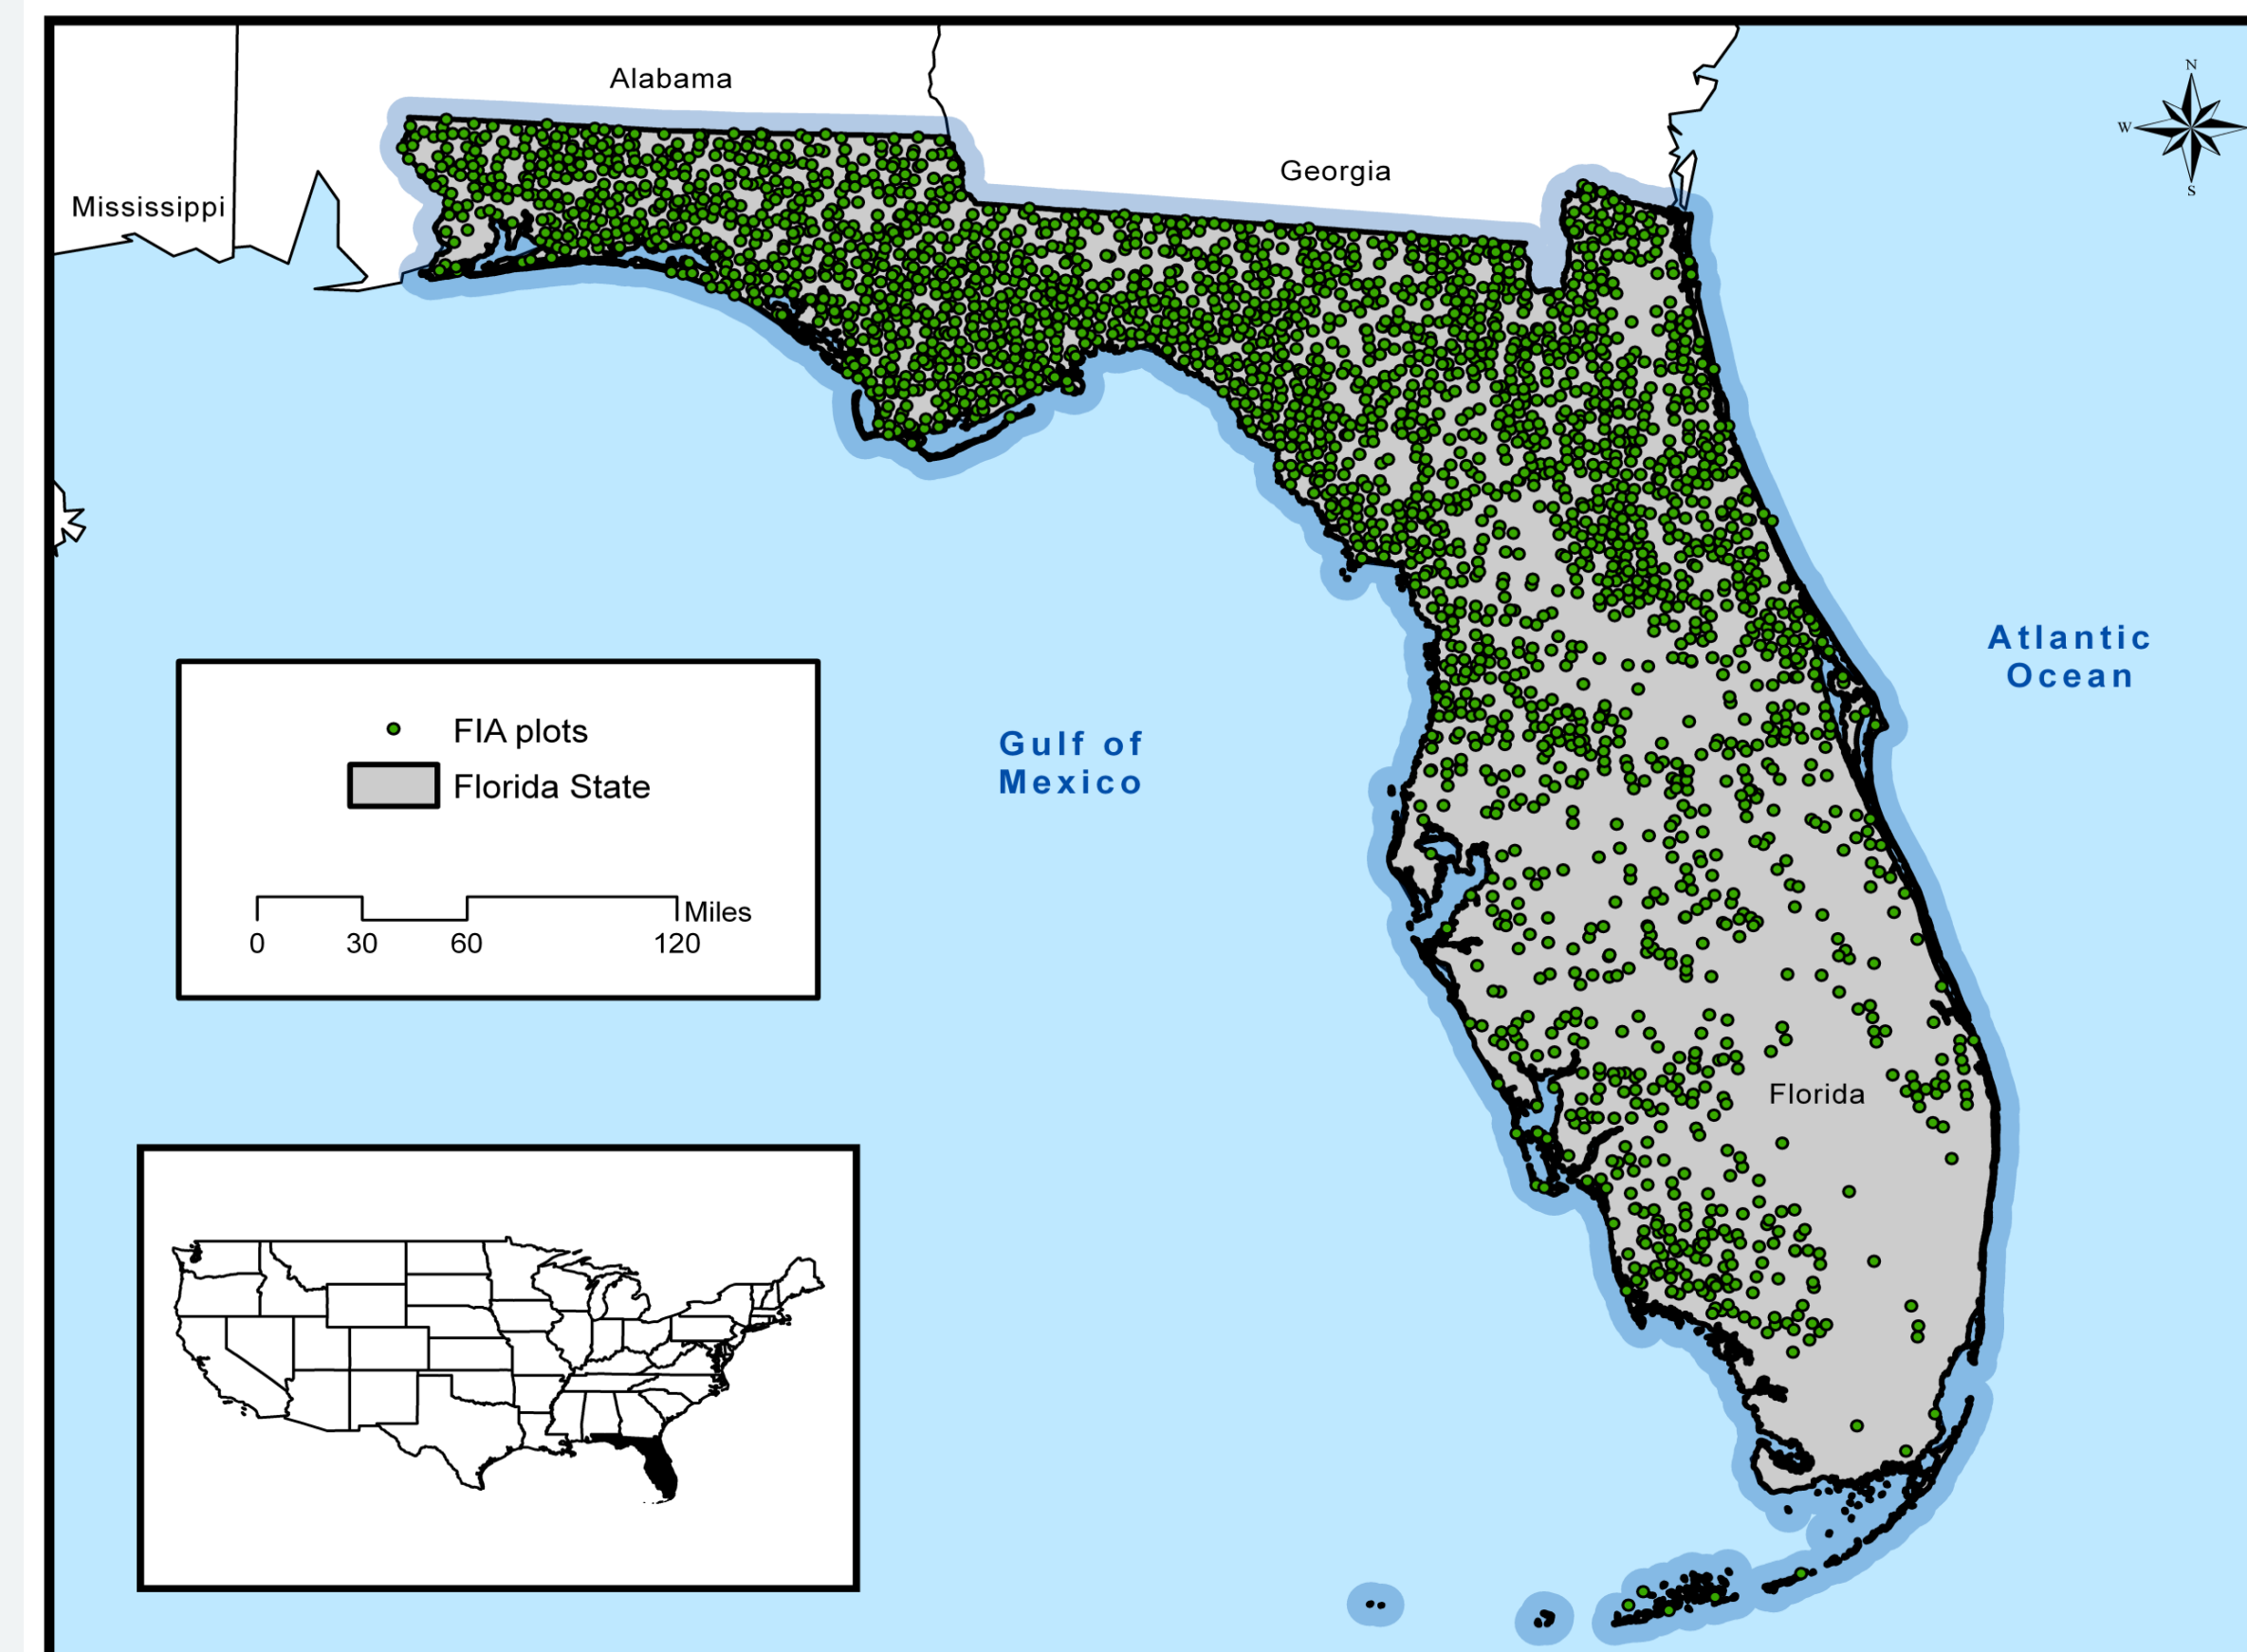 Alabama
N
W
S
Georgia
Mississippi
Atlantic
Ocean
FIA plots
Gulf of
Mexico
Florida State
Miles
0 30 60 120
Florida